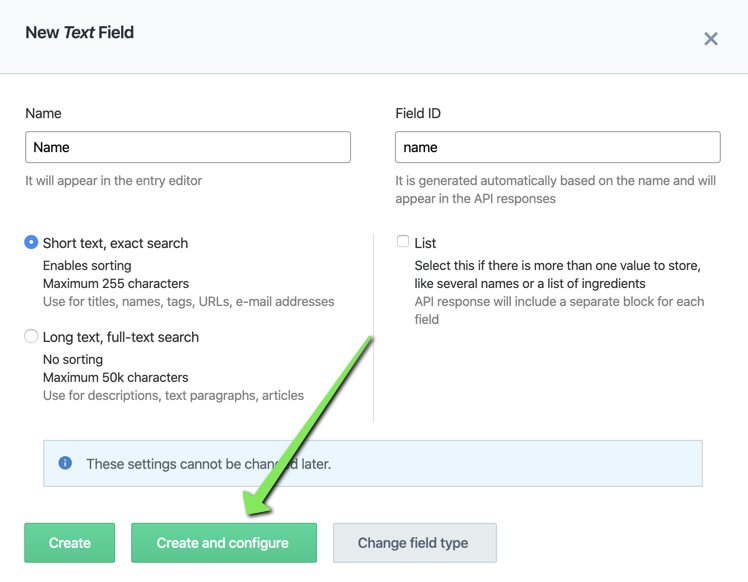 New Text Field
Name
Name
It will appear in the entry editor
Field ID
name
It is generated automatically based on the name and will
appear in the API responses
Short text, exact search
Enables sorting
Maximum 255 characters
Use for titles, names, tags, URLs, e-mail addresses
Long text, full-text search
No sorting
Maximum 50k characters
Use for descriptions, text paragraphs, articles
List
Select this if there is more than one value to store,
like several names or a list of ingredients
API response will include a separate block for each
field
These settings cannot be changed later.
Create
Create and configure
Change field type